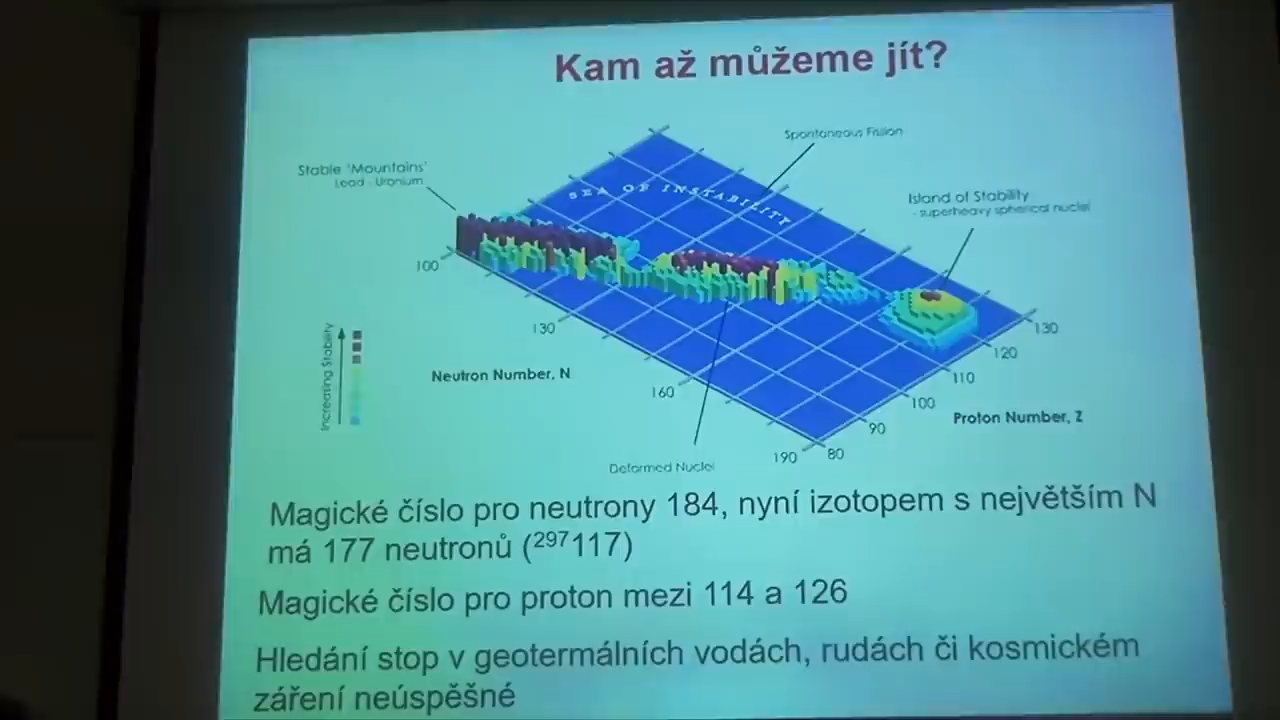 Kam až můžeme jít?
Spontaneous Fission
Stable 'Mountains'
Lead - Uranium
SEA OF INSTABILITY
Island of Stability
- superheavy spherical nuclei
100
130
130
120
Increasing Stability
Neutron Number, N
110
160
100
Proton Number, Z
90
190
80
Deformed Nuclei
Magické číslo pro neutrony 184, nyní izotopem s největším N
má 177 neutronů (²⁹⁷117)
Magické číslo pro proton mezi 114 a 126
Hledání stop v geotermálních vodách, rudách či kosmickém
záření neúspěšné